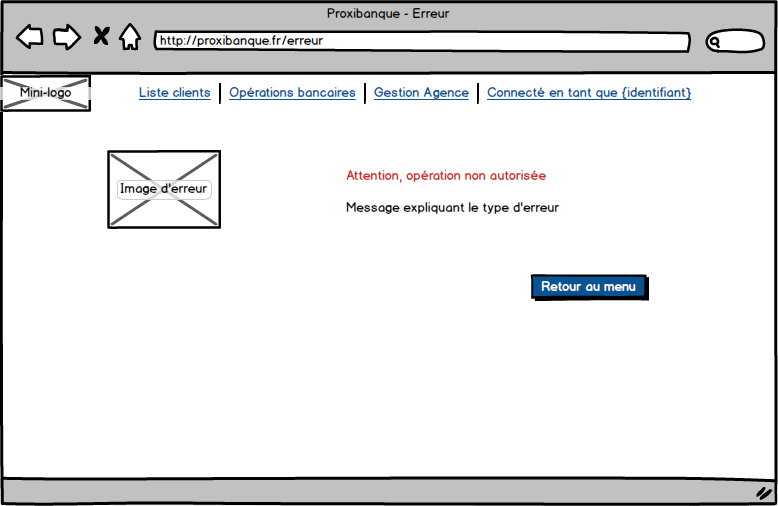 Proxibanque - Erreur
http://proxibanque.fr/erreur
Mini-logo
Liste clients
Opérations bancaires
Gestion Agence
Connecté en tant que {identifiant}
Image d'erreur
Attention, opération non autorisée
Message expliquant le type d'erreur
Retour au menu